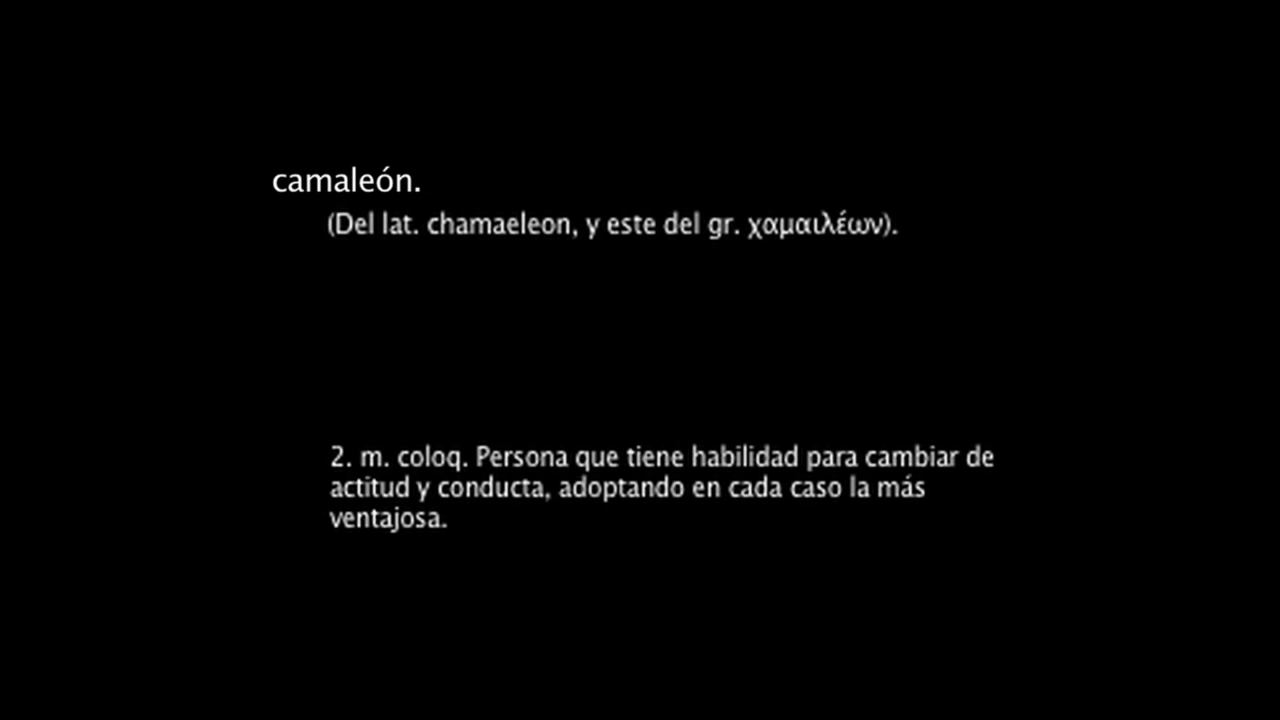 camaleón.
(Del lat. chamaeleon, y este del gr. χαμαιλέων).
2. m. coloq. Persona que tiene habilidad para cambiar de
actitud y conducta, adoptando en cada caso la más
ventajosa.